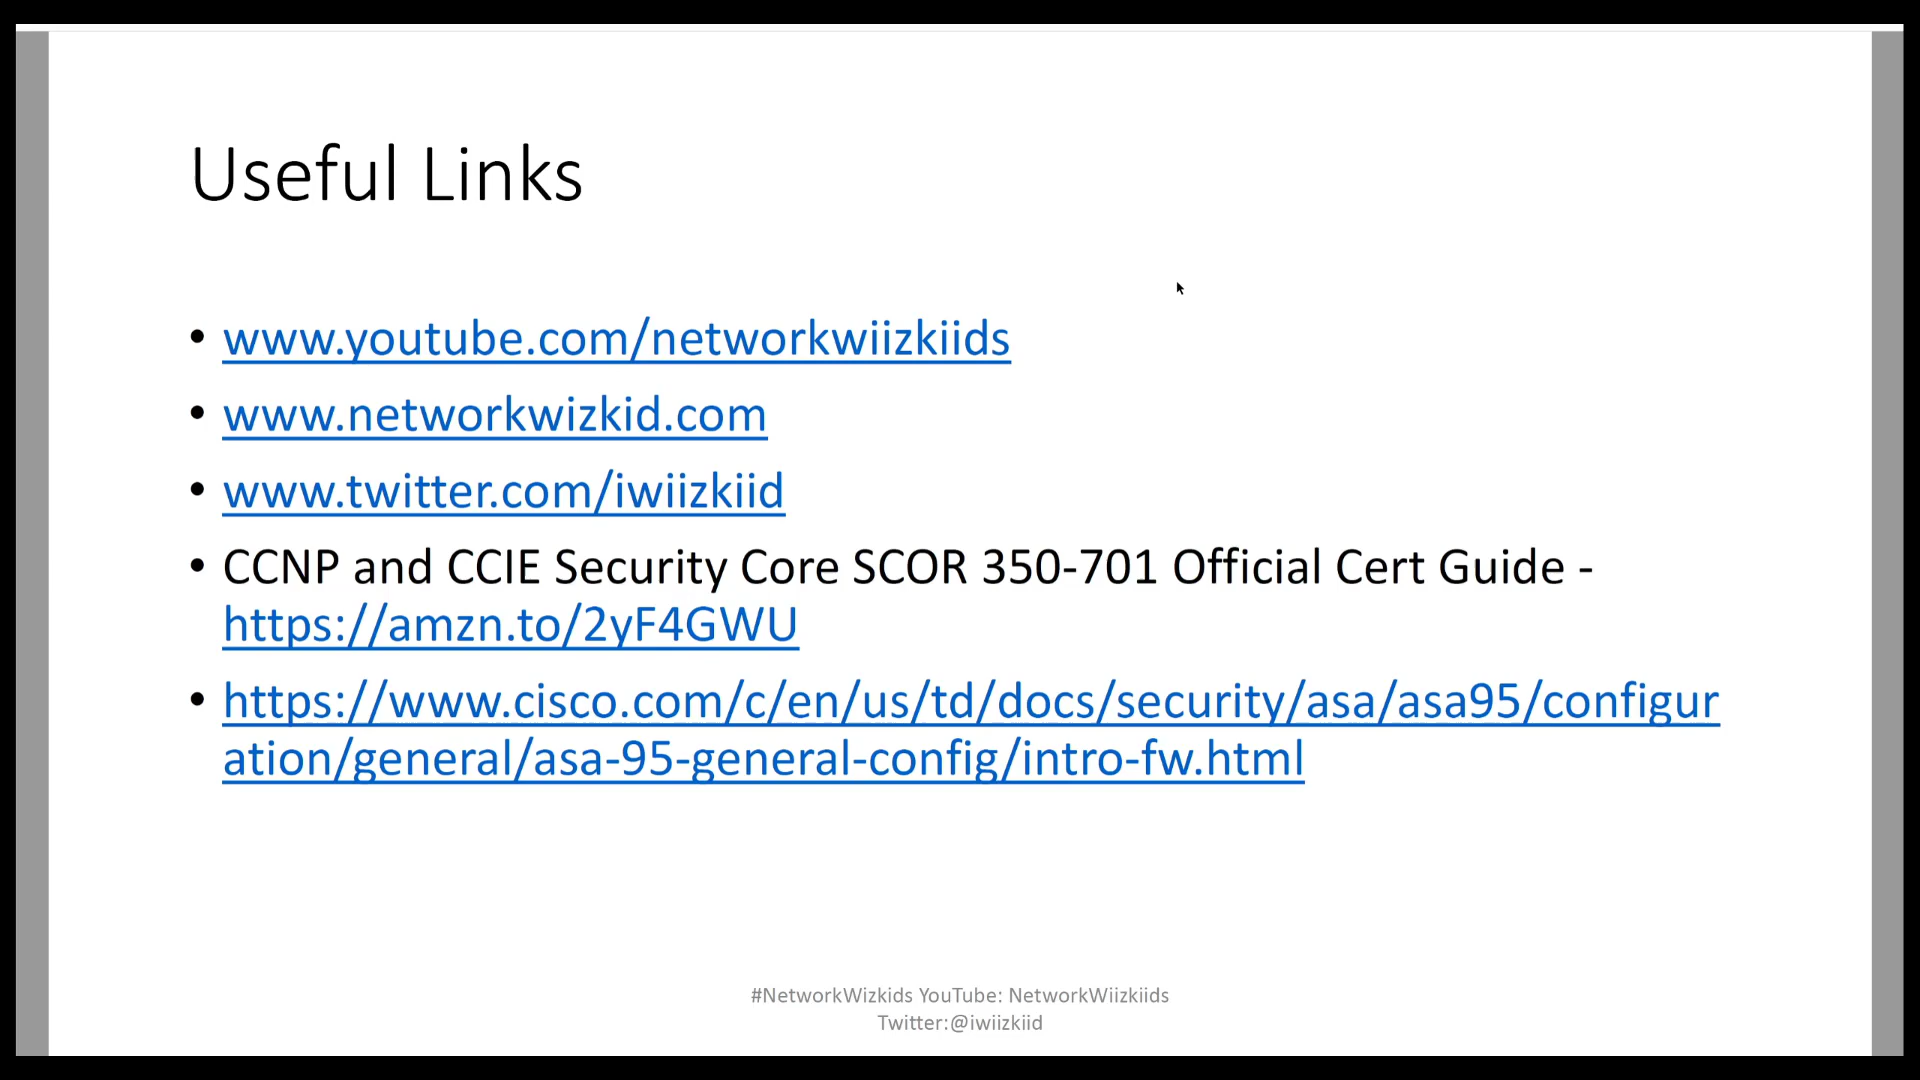 Useful Links
• www.youtube.com/networkwiizkiids
• www.networkwizkid.com
• www.twitter.com/iwiizkiid
• CCNP and CCIE Security Core SCOR 350-701 Official Cert Guide -
https://amzn.to/2yF4GWU
• https://www.cisco.com/c/en/us/td/docs/security/asa/asa95/configur
ation/general/asa-95-general-config/intro-fw.html
#NetworkWizkids YouTube: NetworkWiizkiids
Twitter:@iwiizkiid